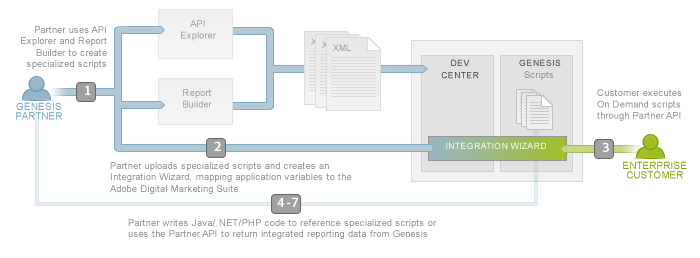 Partner uses API
Explorer and Report
Builder to create
specialized scripts
API
Explorer
Report
Builder
XML
DEV
CENTER
GENESIS
Scripts
Customer executes
On Demand scripts
through Partner API
1
GENESIS
PARTNER
2
INTEGRATION WIZARD
3
ENTERPRISE
CUSTOMER
Partner uploads specialized scripts and creates an
Integration Wizard, mapping application variables to the
Adobe Digital Marketing Suite
4-7
Partner writes Java/.NET/PHP code to reference specialized scripts or
uses the Partner API to return integrated reporting data from Genesis